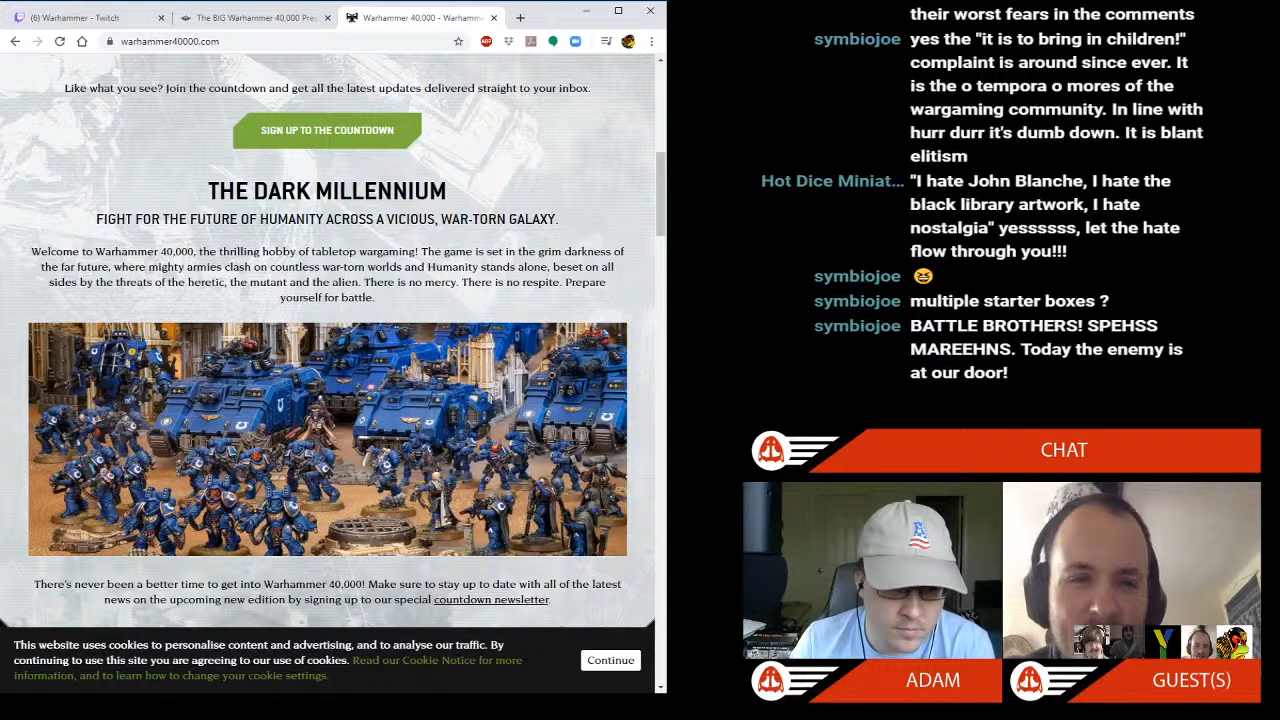 (6) Warhammer - Twitch
The BIG Warhammer 40,000 Pre
Warhammer 40,000 - Warhamm
warhammer40000.com
Like what you see? Join the countdown and get all the latest updates delivered straight to your inbox.
SIGN UP TO THE COUNTDOWN
THE DARK MILLENNIUM
FIGHT FOR THE FUTURE OF HUMANITY ACROSS A VICIOUS, WAR-TORN GALAXY.
Welcome to Warhammer 40,000, the thrilling hobby of tabletop wargaming! The game is set in the grim darkness of
the far future, where mighty armies clash on countless war-torn worlds and Humanity stands alone, beset on all
sides by the threats of the heretic, the mutant and the alien. There is no mercy. There is no respite. Prepare
yourself for battle.
There's never been a better time to get into Warhammer 40,000! Make sure to stay up to date with all of the latest
news on the upcoming new edition by signing up to our special countdown newsletter.
This website uses cookies to personalise content and advertising, and to analyse our traffic. By
continuing to use this site you are agreeing to our use of cookies. Read our Cookie Notice for more
information, and to learn how to change your cookie settings.
Continue
their worst fears in the comments
symbiojoe yes the "it is to bring in children!"
complaint is around since ever. It
is the o tempora o mores of the
wargaming community. In line with
hurr durr it's dumb down. It is blant
elitism
Hot Dice Miniat... "I hate John Blanche, I hate the
black library artwork, I hate
nostalgia" yessssss, let the hate
flow through you!!!
symbiojoe 😆
symbiojoe multiple starter boxes ?
symbiojoe BATTLE BROTHERS! SPEHSS
MAREEHNS. Today the enemy is
at our door!
CHAT
ADAM
GUEST(S)